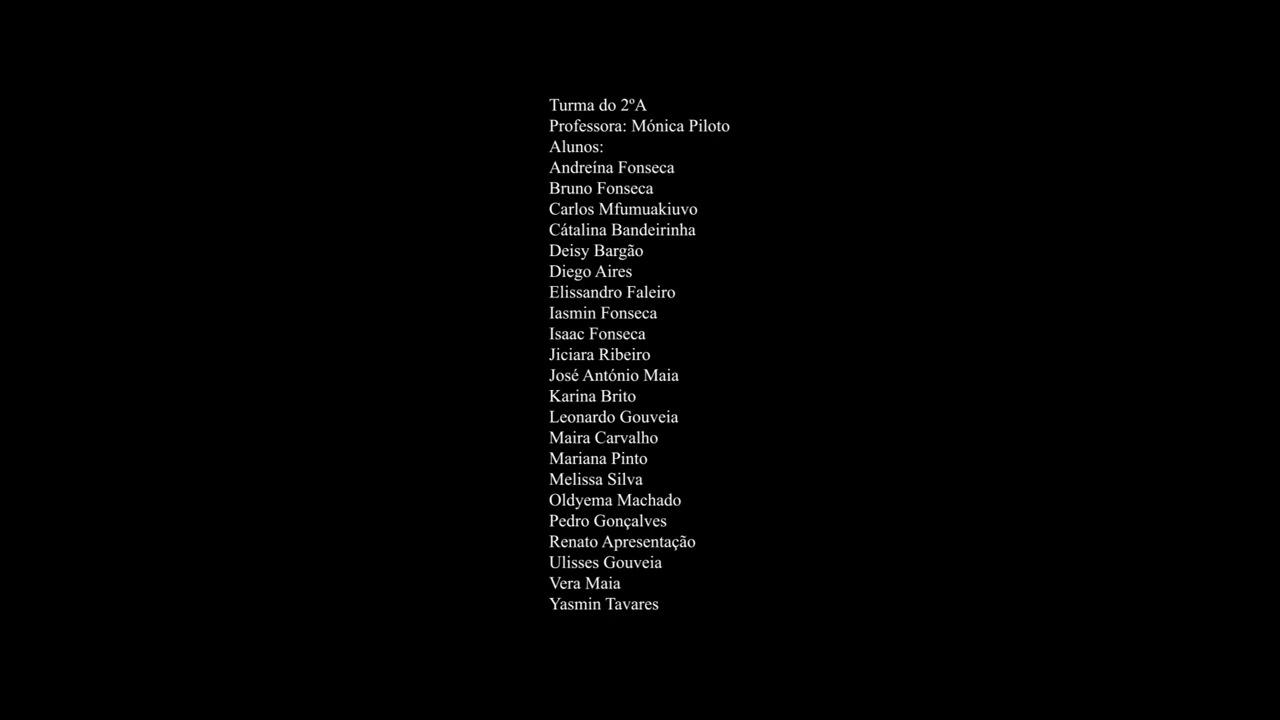 Turma do 2ºA
Professora: Mónica Piloto
Alunos:
Andreína Fonseca
Bruno Fonseca
Carlos Mfumuakiuvo
Cátalina Bandeirinha
Deisy Bargão
Diego Aires
Elissandro Faleiro
Iasmin Fonseca
Isaac Fonseca
Jiciara Ribeiro
José António Maia
Karina Brito
Leonardo Gouveia
Maira Carvalho
Mariana Pinto
Melissa Silva
Oldyema Machado
Pedro Gonçalves
Renato Apresentação
Ulisses Gouveia
Vera Maia
Yasmin Tavares